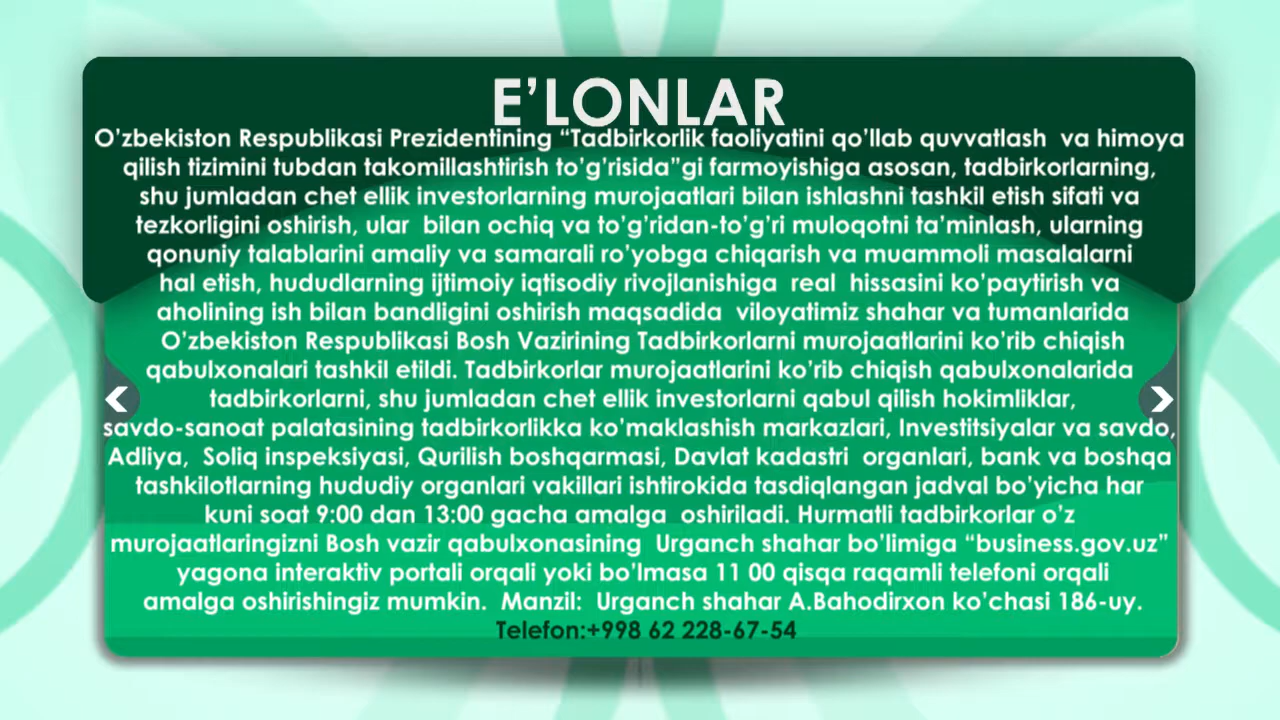 E’LONLAR
O’zbekiston Respublikasi Prezidentining “Tadbirkorlik faoliyatini qo’llab quvvatlash va himoya
qilish tizimini tubdan takomillashtirish to’g’risida”gi farmoyishiga asosan, tadbirkorlarning,
shu jumladan chet ellik investorlarning murojaatlari bilan ishlashni tashkil etish sifati va
tezkorligini oshirish, ular bilan ochiq va to’g’ridan-to’g’ri muloqotni ta’minlash, ularning
qonuniy talablarini amaliy va samarali ro’yobga chiqarish va muammoli masalalarni
hal etish, hududlarning ijtimoiy iqtisodiy rivojlanishiga real hissasini ko’paytirish va
aholining ish bilan bandligini oshirish maqsadida viloyatimiz shahar va tumanlarida
O’zbekiston Respublikasi Bosh Vazirining Tadbirkorlarni murojaatlarini ko’rib chiqish
qabulxonalari tashkil etildi. Tadbirkorlar murojaatlarini ko’rib chiqish qabulxonalarida
tadbirkorlarni, shu jumladan chet ellik investorlarni qabul qilish hokimliklar,
savdo-sanoat palatasining tadbirkorlikka ko’maklashish markazlari, Investitsiyalar va savdo,
Adliya, Soliq inspeksiyasi, Qurilish boshqarmasi, Davlat kadastri organlari, bank va boshqa
tashkilotlarning hududiy organlari vakillari ishtirokida tasdiqlangan jadval bo’yicha har
kuni soat 9:00 dan 13:00 gacha amalga oshiriladi. Hurmatli tadbirkorlar o’z
murojaatlaringizni Bosh vazir qabulxonasining Urganch shahar bo’limiga “business.gov.uz”
yagona interaktiv portali orqali yoki bo’lmasa 11 00 qisqa raqamli telefoni orqali
amalga oshirishingiz mumkin. Manzil: Urganch shahar A.Bahodirxon ko’chasi 186-uy.
Telefon:+998 62 228-67-54